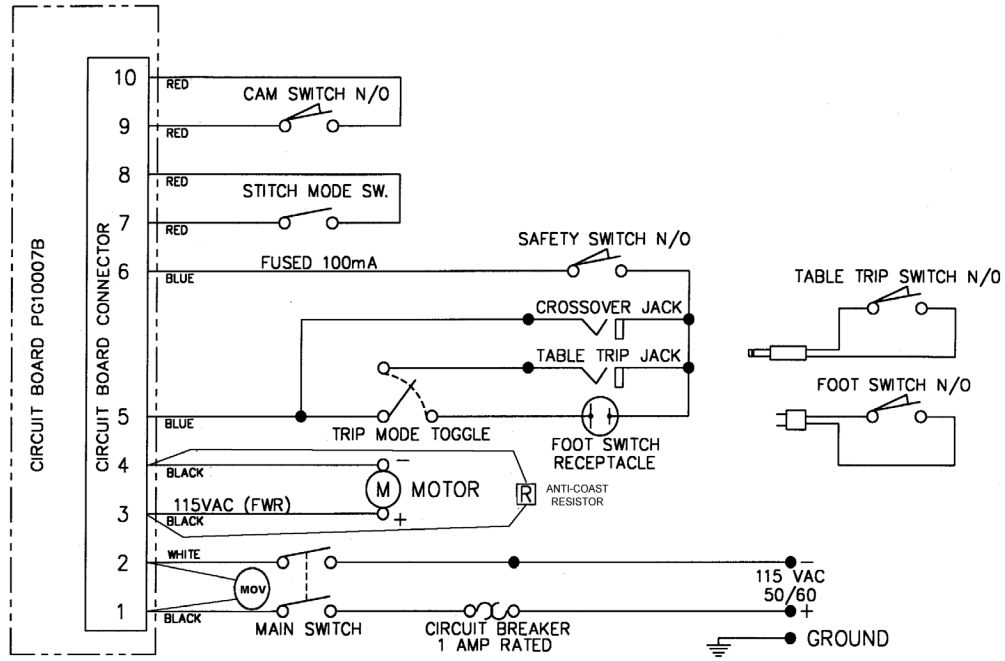 CIRCUIT BOARD PG10007B
CIRCUIT BOARD CONNECTOR
10
RED
CAM SWITCH N/O
9
RED
8
RED
STITCH MODE SW.
7
RED
SAFETY SWITCH N/O
6
BLUE
FUSED 100mA
TABLE TRIP SWITCH N/O
CROSSOVER JACK
TABLE TRIP JACK
FOOT SWITCH N/O
5
BLUE
TRIP MODE TOGGLE
FOOT SWITCH
RECEPTACLE
4
BLACK
−
M
MOTOR
R
ANTI-COAST
RESISTOR
3
115VAC (FWR)
BLACK
+
2
WHITE
−
MOV
115 VAC
50/60
1
BLACK
+
MAIN SWITCH
CIRCUIT BREAKER
1 AMP RATED
GROUND